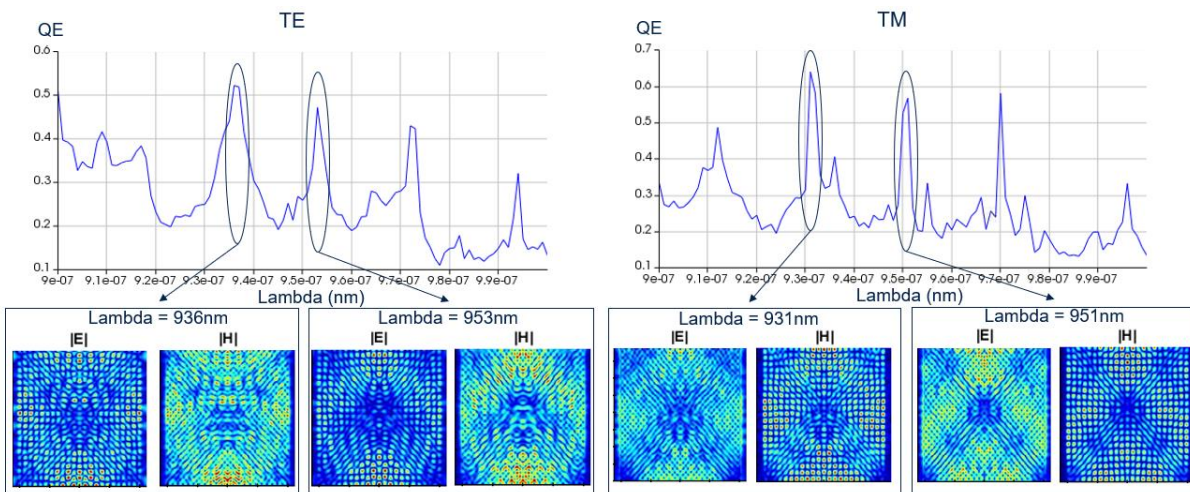 TE
QE
0.6
0.5
0.4
0.3
0.2
0.1
9e-07 9.1e-07 9.2e-07 9.3e-07 9.4e-07 9.5e-07 9.6e-07 9.7e-07 9.8e-07 9.9e-07
Lambda (nm)
Lambda = 936nm
|E| |H|
Lambda = 953nm
|E| |H|
TM
QE
0.7
0.6
0.5
0.4
0.3
0.2
0.1
9e-07 9.1e-07 9.2e-07 9.3e-07 9.4e-07 9.5e-07 9.6e-07 9.7e-07 9.8e-07 9.9e-07
Lambda (nm)
Lambda = 931nm
|E| |H|
Lambda = 951nm
|E| |H|